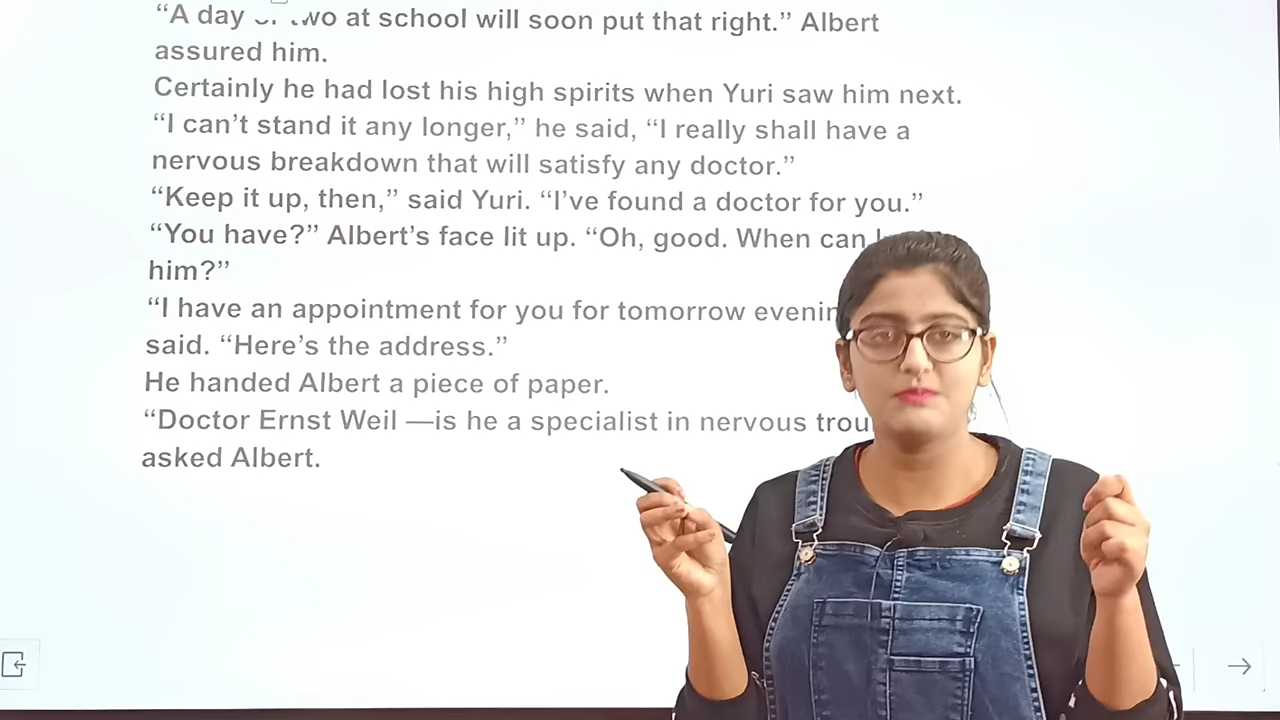 “A day two at school will soon put that right.” Albert
assured him.
Certainly he had lost his high spirits when Yuri saw him next.
“I can’t stand it any longer,” he said, “I really shall have a
nervous breakdown that will satisfy any doctor.”
“Keep it up, then,” said Yuri. “I’ve found a doctor for you.”
“You have?” Albert’s face lit up. “Oh, good. When can
him?”
“I have an appointment for you for tomorrow
said. “Here’s the address.”
He handed Albert a piece of paper.
“Doctor Ernst Weil —is he a specialist in nervous
asked Albert.